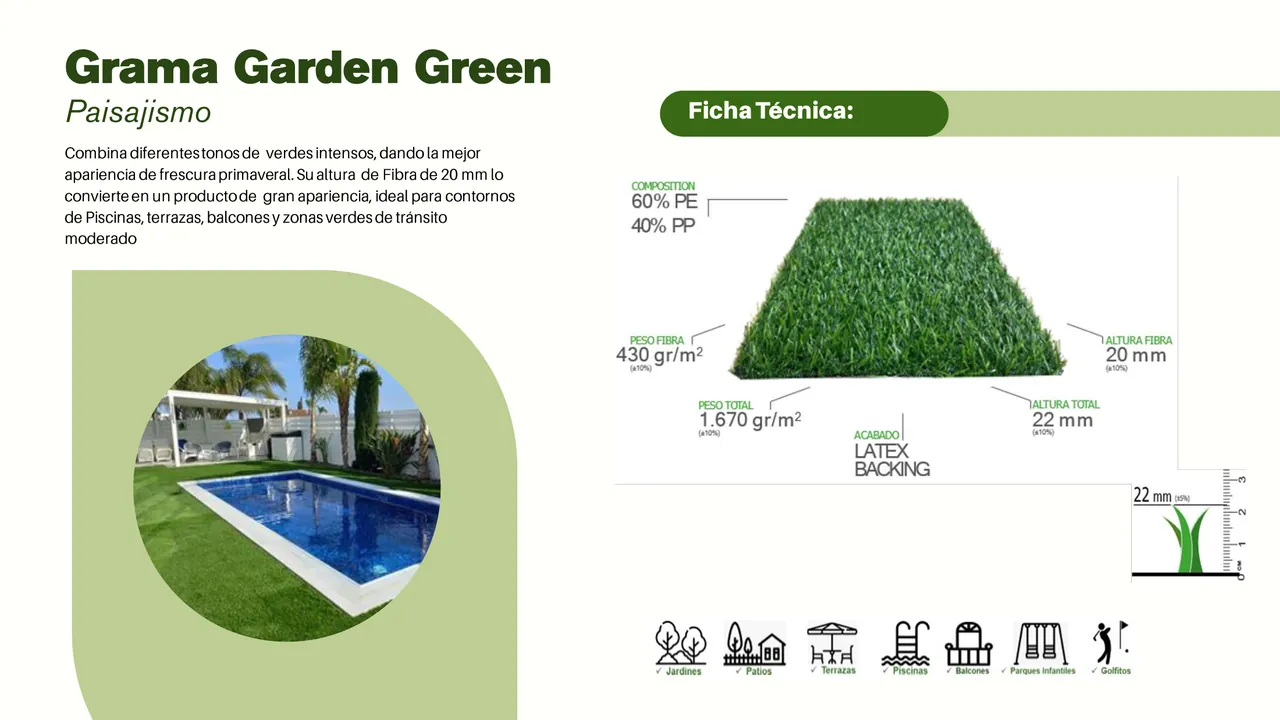 Grama Garden Green
Paisajismo
Combina diferentes tonos de verdes intensos, dando la mejor
apariencia de frescura primaveral. Su altura de Fibra de 20 mm lo
convierte en un producto de gran apariencia, ideal para contornos
de Piscinas, terrazas, balcones y zonas verdes de tránsito
moderado
Ficha Técnica:
COMPOSITION
60% PE
40% PP
PESO FIBRA
430 gr/m²
(±10%)
ALTURA FIBRA
20 mm
(±10%)
PESO TOTAL
1.670 gr/m²
(±10%)
ALTURA TOTAL
22 mm
(±10%)
ACABADO
LATEX
BACKING
22 mm (±5%)
3
2
1
0 CM
✓ Jardines ✓ Patios ✓ Terrazas ✓ Piscinas ✓ Balcones ✓ Parques Infantiles ✓ Golfitos